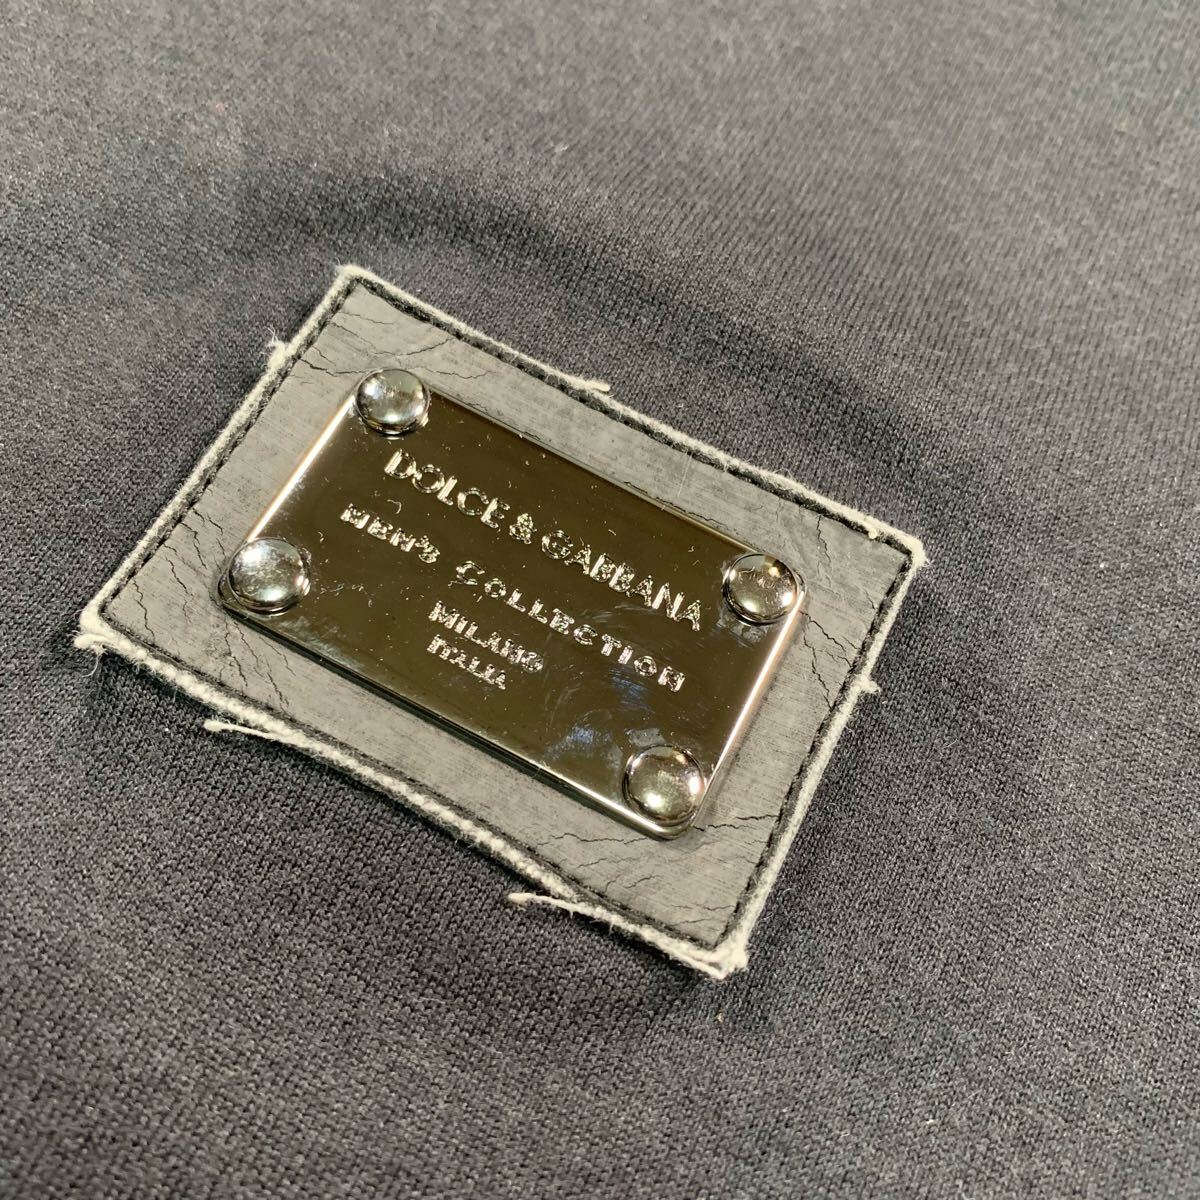 DOLCE & GABBANA
MEN'S COLLECTION
MILANO
ITALIA